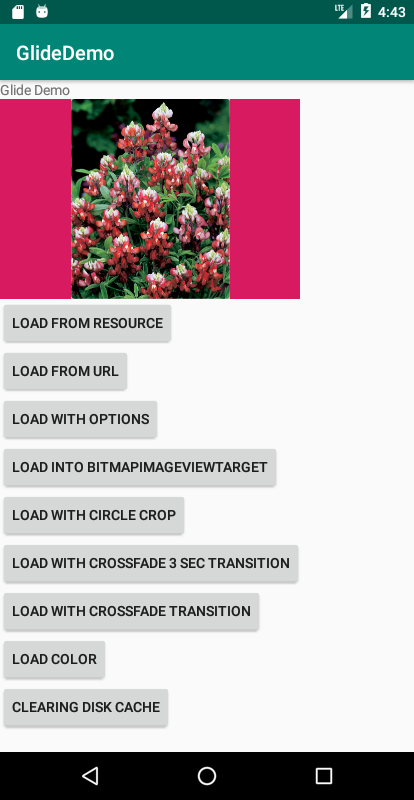 LTE 4:43
GlideDemo
Glide Demo
LOAD FROM RESOURCE
LOAD FROM URL
LOAD WITH OPTIONS
LOAD INTO BITMAPIMAGEVIEWTARGET
LOAD WITH CIRCLE CROP
LOAD WITH CROSSFADE 3 SEC TRANSITION
LOAD WITH CROSSFADE TRANSITION
LOAD COLOR
CLEARING DISK CACHE